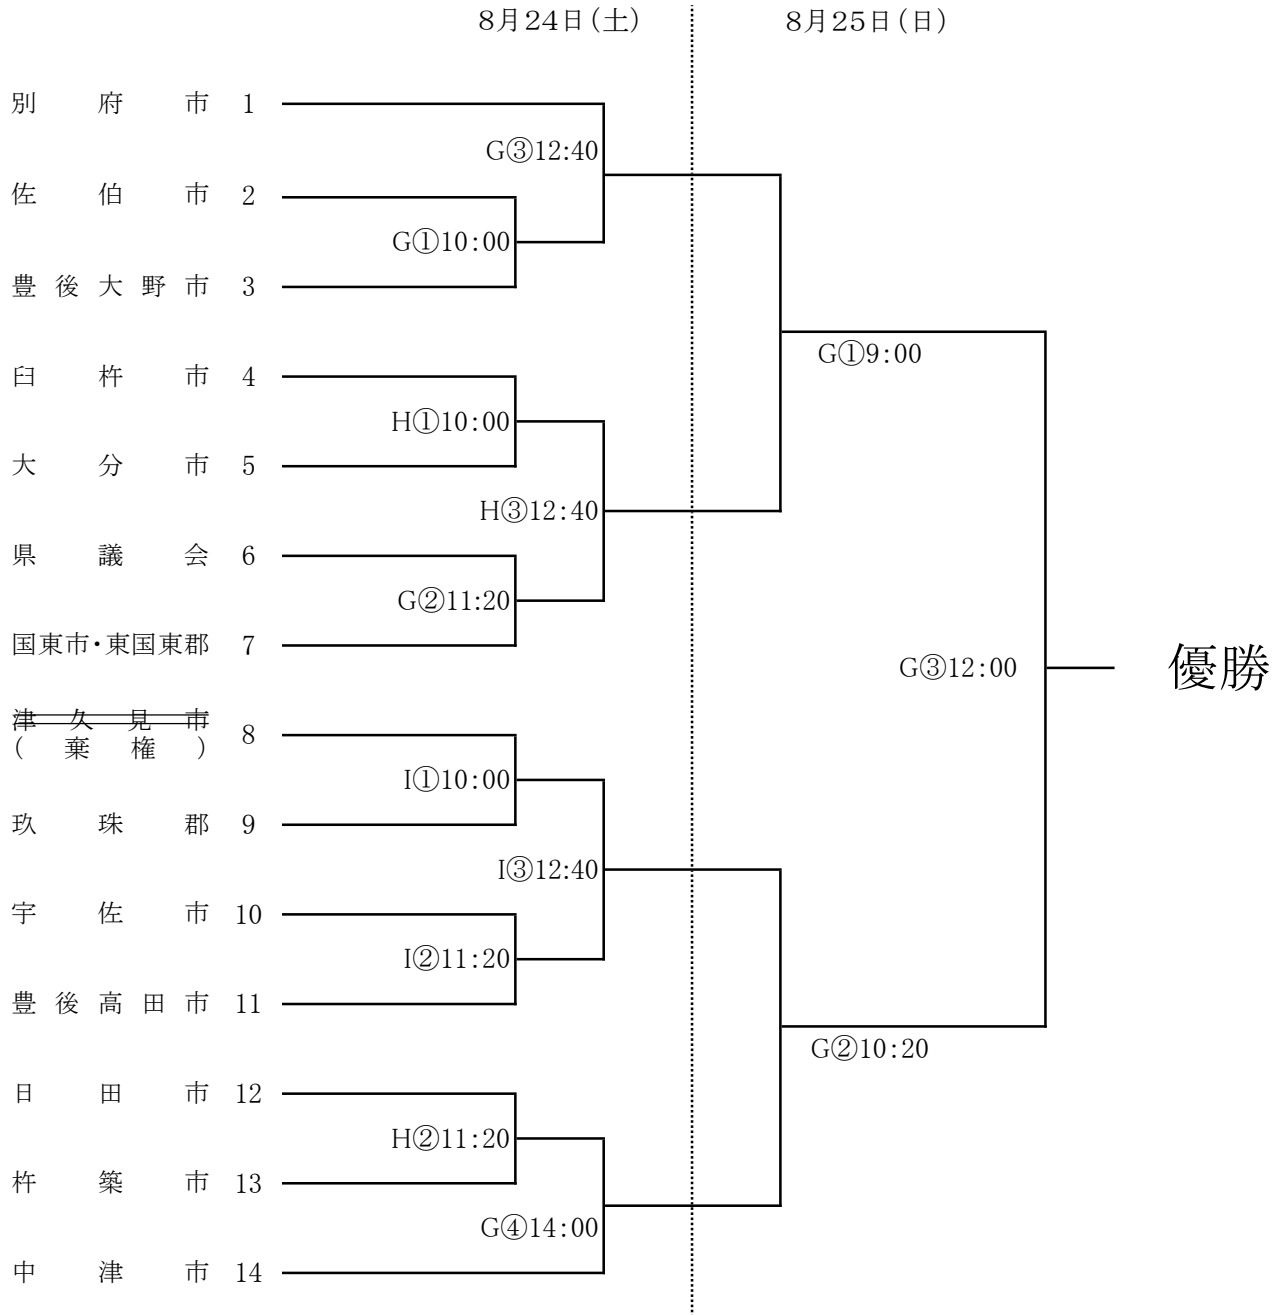 8月24日(土) 8月25日(日)
別府市 1
G③12:40
佐伯市 2
G①10:00
豊後大野市 3
G①9:00
臼杵市 4
H①10:00
大分市 5
H③12:40
県議会 6
G②11:20
国東市・東国東郡 7
G③12:00 優勝
津久見市
(棄権) 8
I①10:00
玖珠郡 9
I③12:40
宇佐市 10
I②11:20
豊後高田市 11
G②10:20
日田市 12
H②11:20
杵築市 13
G④14:00
中津市 14